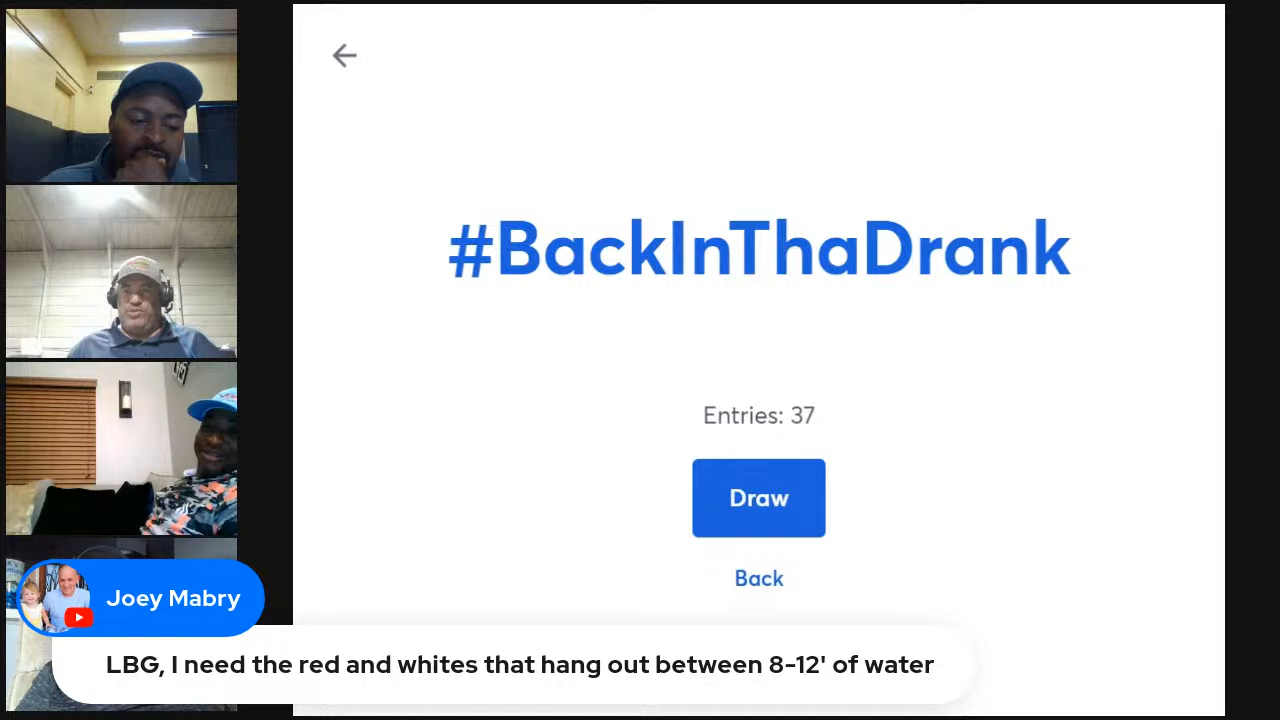 #BackInThaDrank
Entries: 37
Draw
Back
Joey Mabry
LBG, I need the red and whites that hang out between 8-12' of water